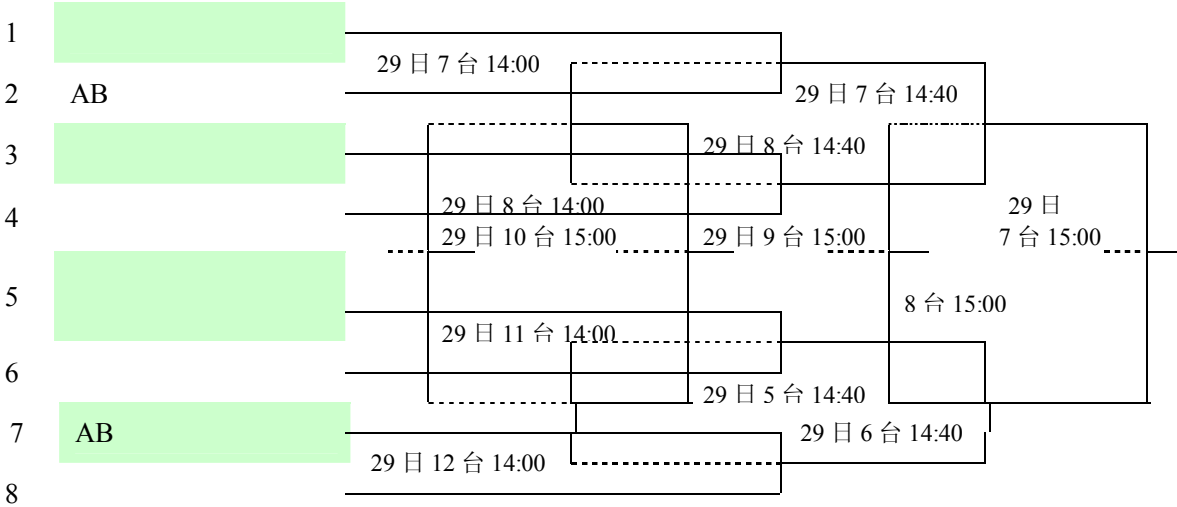 1
29 日 7 台 14:00
2 AB 29 日 7 台 14:40
3 29 日 8 台 14:40
4 29 日 8 台 14:00 29 日
29 日 10 台 15:00 29 日 9 台 15:00 7 台 15:00
5 8 台 15:00
29 日 11 台 14:00
6
29 日 5 台 14:40
7 AB 29 日 6 台 14:40
29 日 12 台 14:00
8